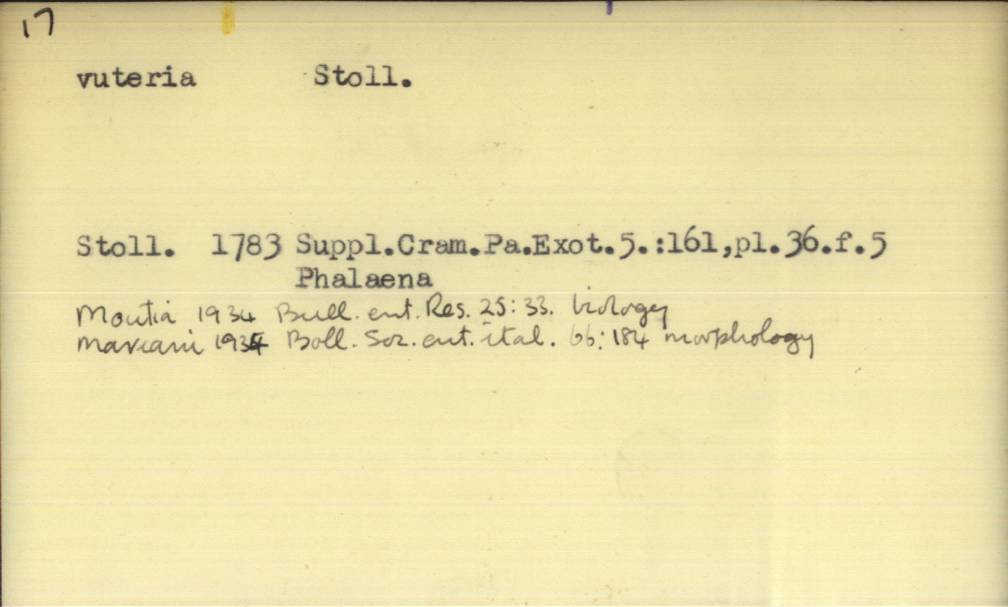 17
vuteria Stoll.
Stoll. 1783 Suppl.Cram.Pa.Exot.5.:161,pl.36.f.5
Phalaena
Moutia 1934 Bull. ent. Res. 25: 33. biology
Mariani 1934 Boll. Soc. ent. ital. 66: 184 morphology